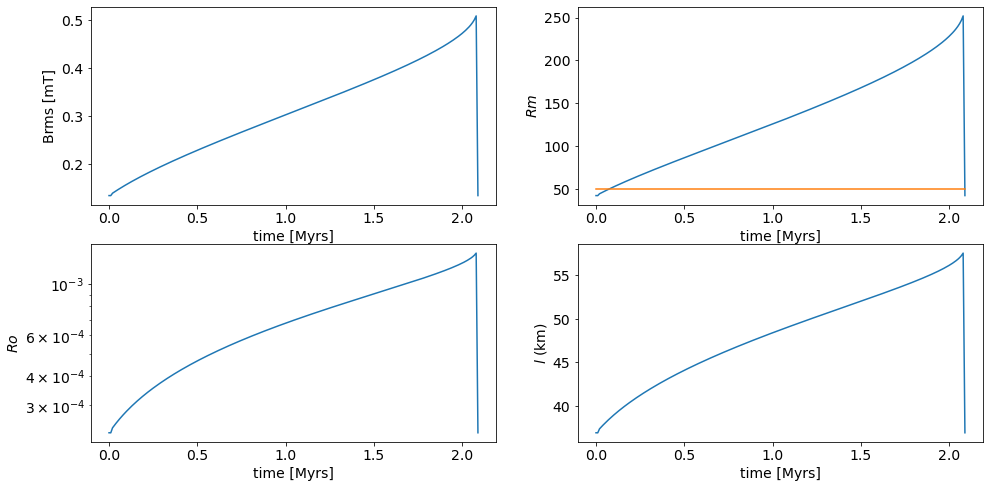 Brms [mT]
0.5
0.4
0.3
0.2
0.0 0.5 1.0 1.5 2.0
time [Myrs]
Rm
250
200
150
100
50
0.0 0.5 1.0 1.5 2.0
time [Myrs]
Ro
10⁻³
6 × 10⁻⁴
4 × 10⁻⁴
3 × 10⁻⁴
0.0 0.5 1.0 1.5 2.0
time [Myrs]
l (km)
55
50
45
40
0.0 0.5 1.0 1.5 2.0
time [Myrs]